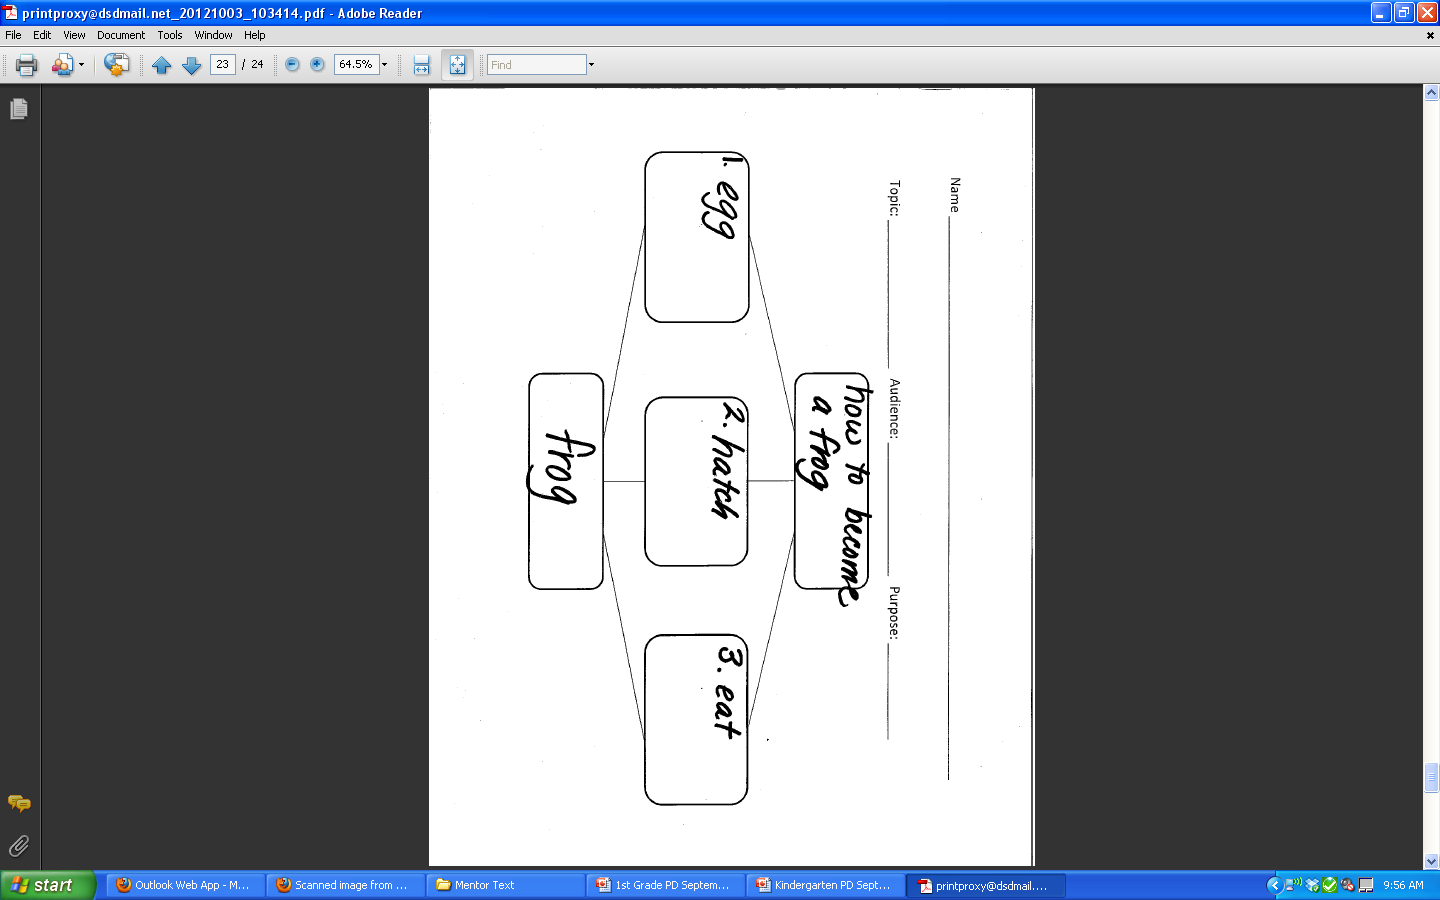 printproxy@dsdmail.net_20121003_103414.pdf - Adobe Reader
File Edit View Document Tools Window Help
23 / 24 64.5% Find
Name
Topic: Audience: Purpose:
how to become
a frog
1. egg
2. hatch
3. eat
frog
start Outlook Web App - M... Scanned image from ... Mentor Text 1st Grade PD Septem... Kindergarten PD Sept... printproxy@dsdmail.... 9:56 AM